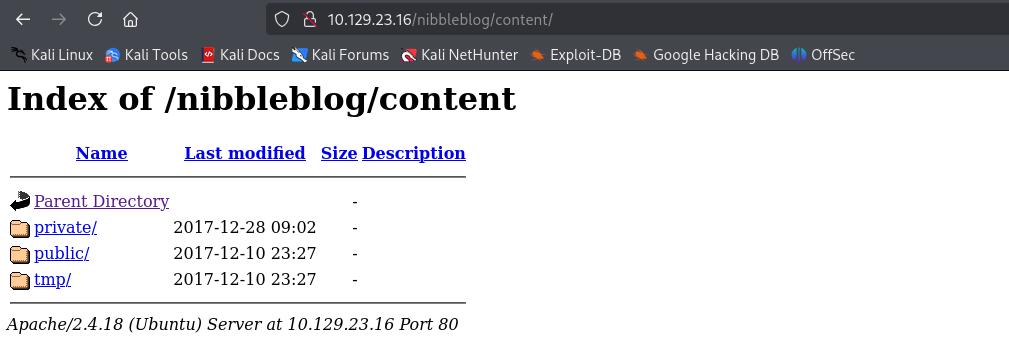 10.129.23.16/nibbleblog/content/
Kali Linux Kali Tools Kali Docs Kali Forums Kali NetHunter Exploit-DB Google Hacking DB OffSec
Index of /nibbleblog/content
Name Last modified Size Description
Parent Directory -
private/ 2017-12-28 09:02 -
public/ 2017-12-10 23:27 -
tmp/ 2017-12-10 23:27 -
Apache/2.4.18 (Ubuntu) Server at 10.129.23.16 Port 80